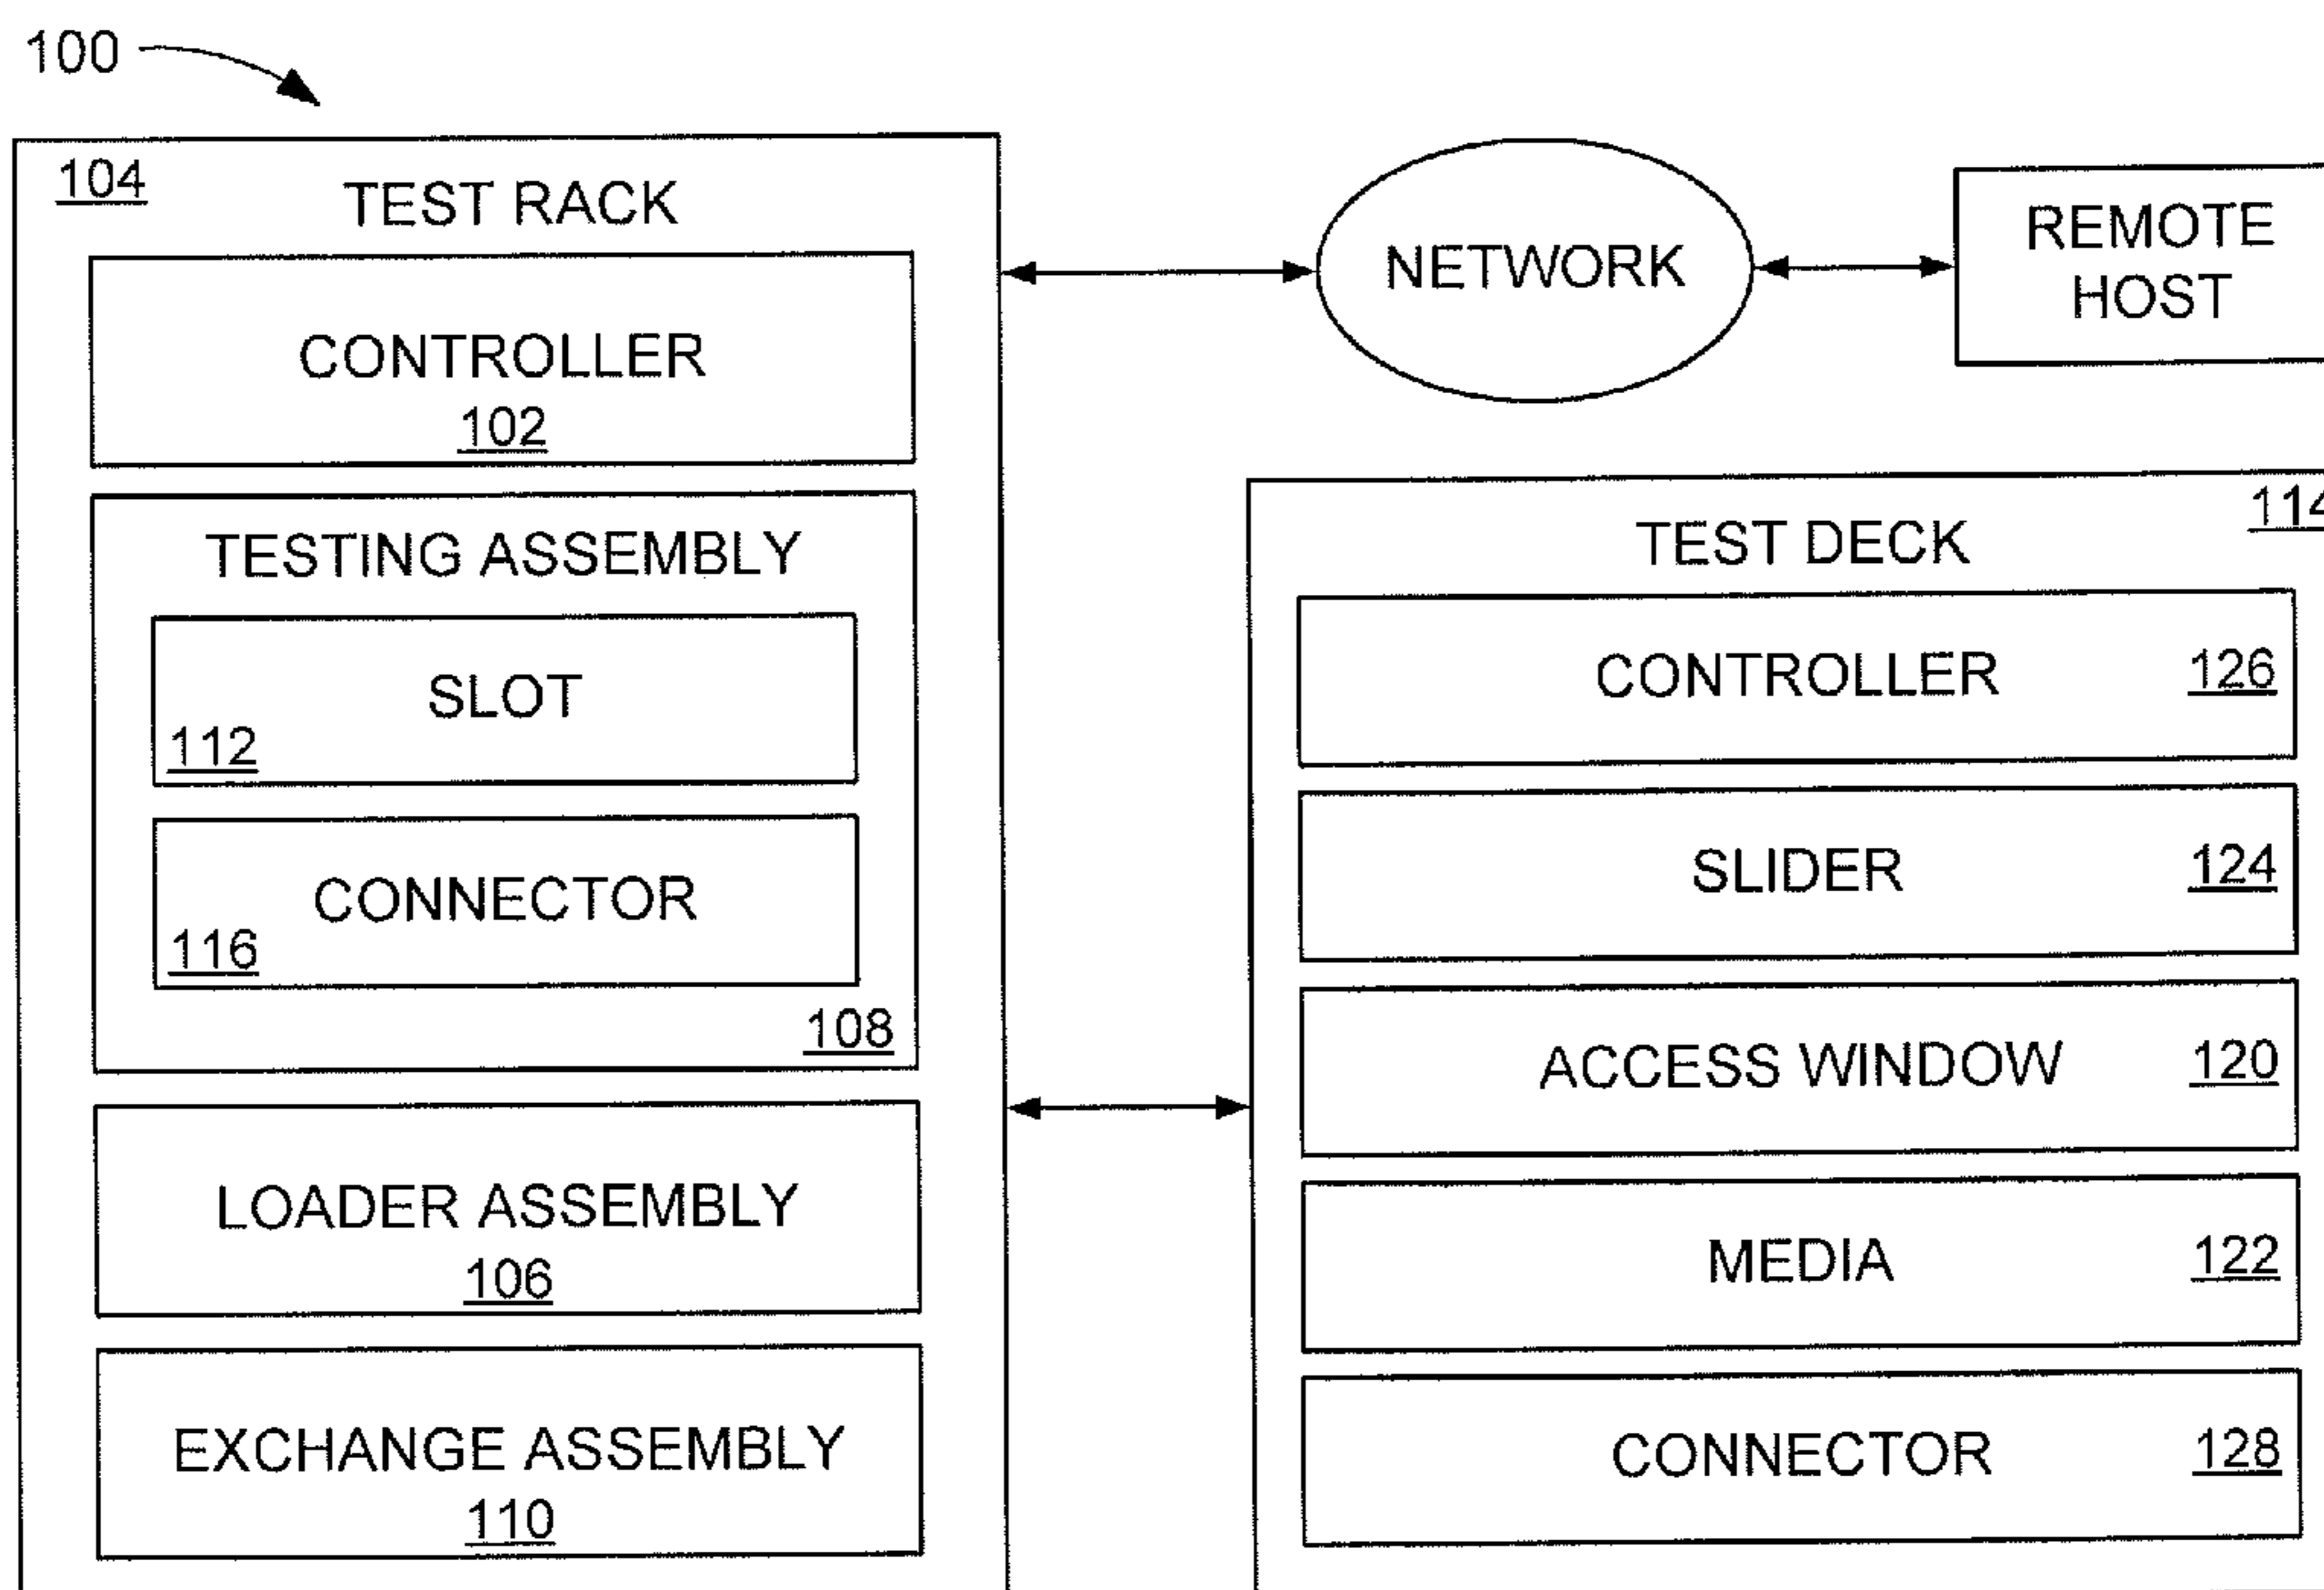 100
104
TEST RACK
CONTROLLER
102
TESTING ASSEMBLY
SLOT
112
CONNECTOR
116
108
LOADER ASSEMBLY
106
EXCHANGE ASSEMBLY
110
NETWORK
REMOTE
HOST
114
TEST DECK
CONTROLLER 126
SLIDER 124
ACCESS WINDOW 120
MEDIA 122
CONNECTOR 128